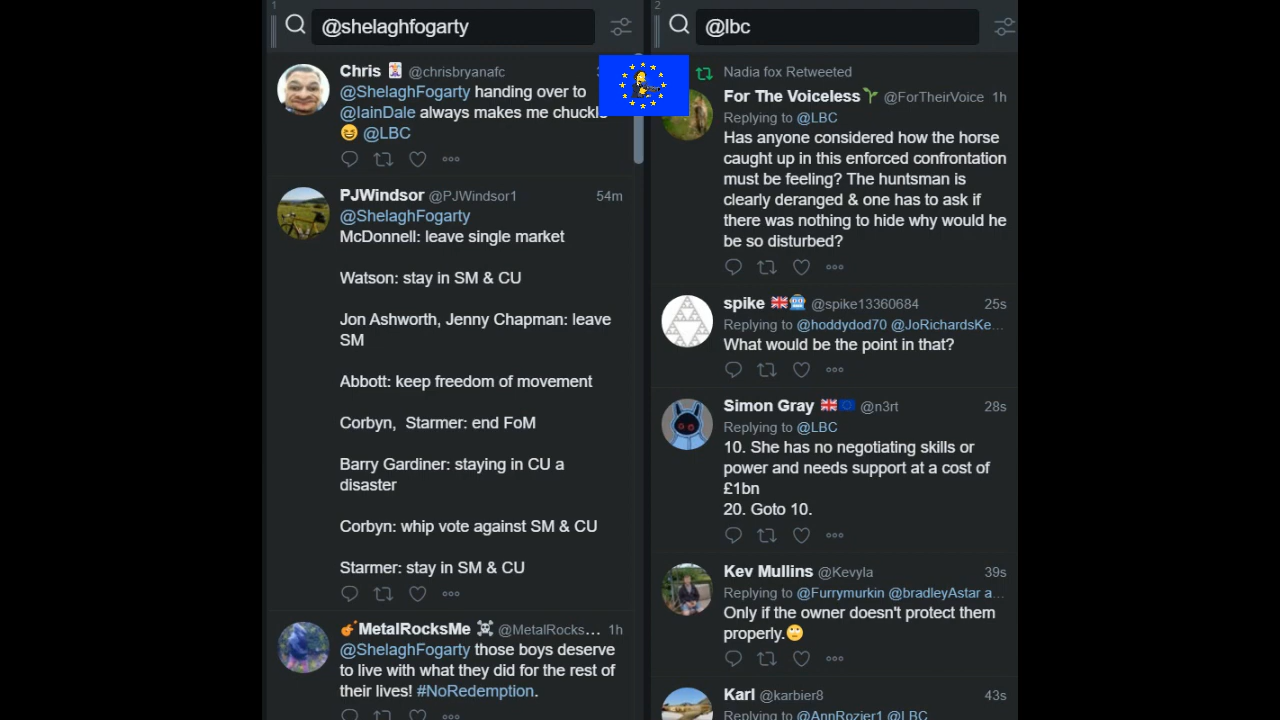 1
@shelaghfogarty
Chris @chrisbryanafc
@ShelaghFogarty handing over to
@IainDale always makes me chuckle
@LBC
PJWindsor @PJWindsor1 54m
@ShelaghFogarty
McDonnell: leave single market
Watson: stay in SM & CU
Jon Ashworth, Jenny Chapman: leave
SM
Abbott: keep freedom of movement
Corbyn, Starmer: end FoM
Barry Gardiner: staying in CU a
disaster
Corbyn: whip vote against SM & CU
Starmer: stay in SM & CU
MetalRocksMe @MetalRocks... 1h
@ShelaghFogarty those boys deserve
to live with what they did for the rest of
their lives! #NoRedemption.
2
@lbc
Nadia fox Retweeted
For The Voiceless @ForTheirVoice 1h
Replying to @LBC
Has anyone considered how the horse
caught up in this enforced confrontation
must be feeling? The huntsman is
clearly deranged & one has to ask if
there was nothing to hide why would he
be so disturbed?
spike @spike13360684 25s
Replying to @hoddydod70 @JoRichardsKe...
What would be the point in that?
Simon Gray @n3rt 28s
Replying to @LBC
10. She has no negotiating skills or
power and needs support at a cost of
£1bn
20. Goto 10.
Kev Mullins @Kevyla 39s
Replying to @Furrymurkin @bradleyAstar a...
Only if the owner doesn't protect them
properly.
Karl @karbier8 43s
Replying to @AnnRozier1 @LBC